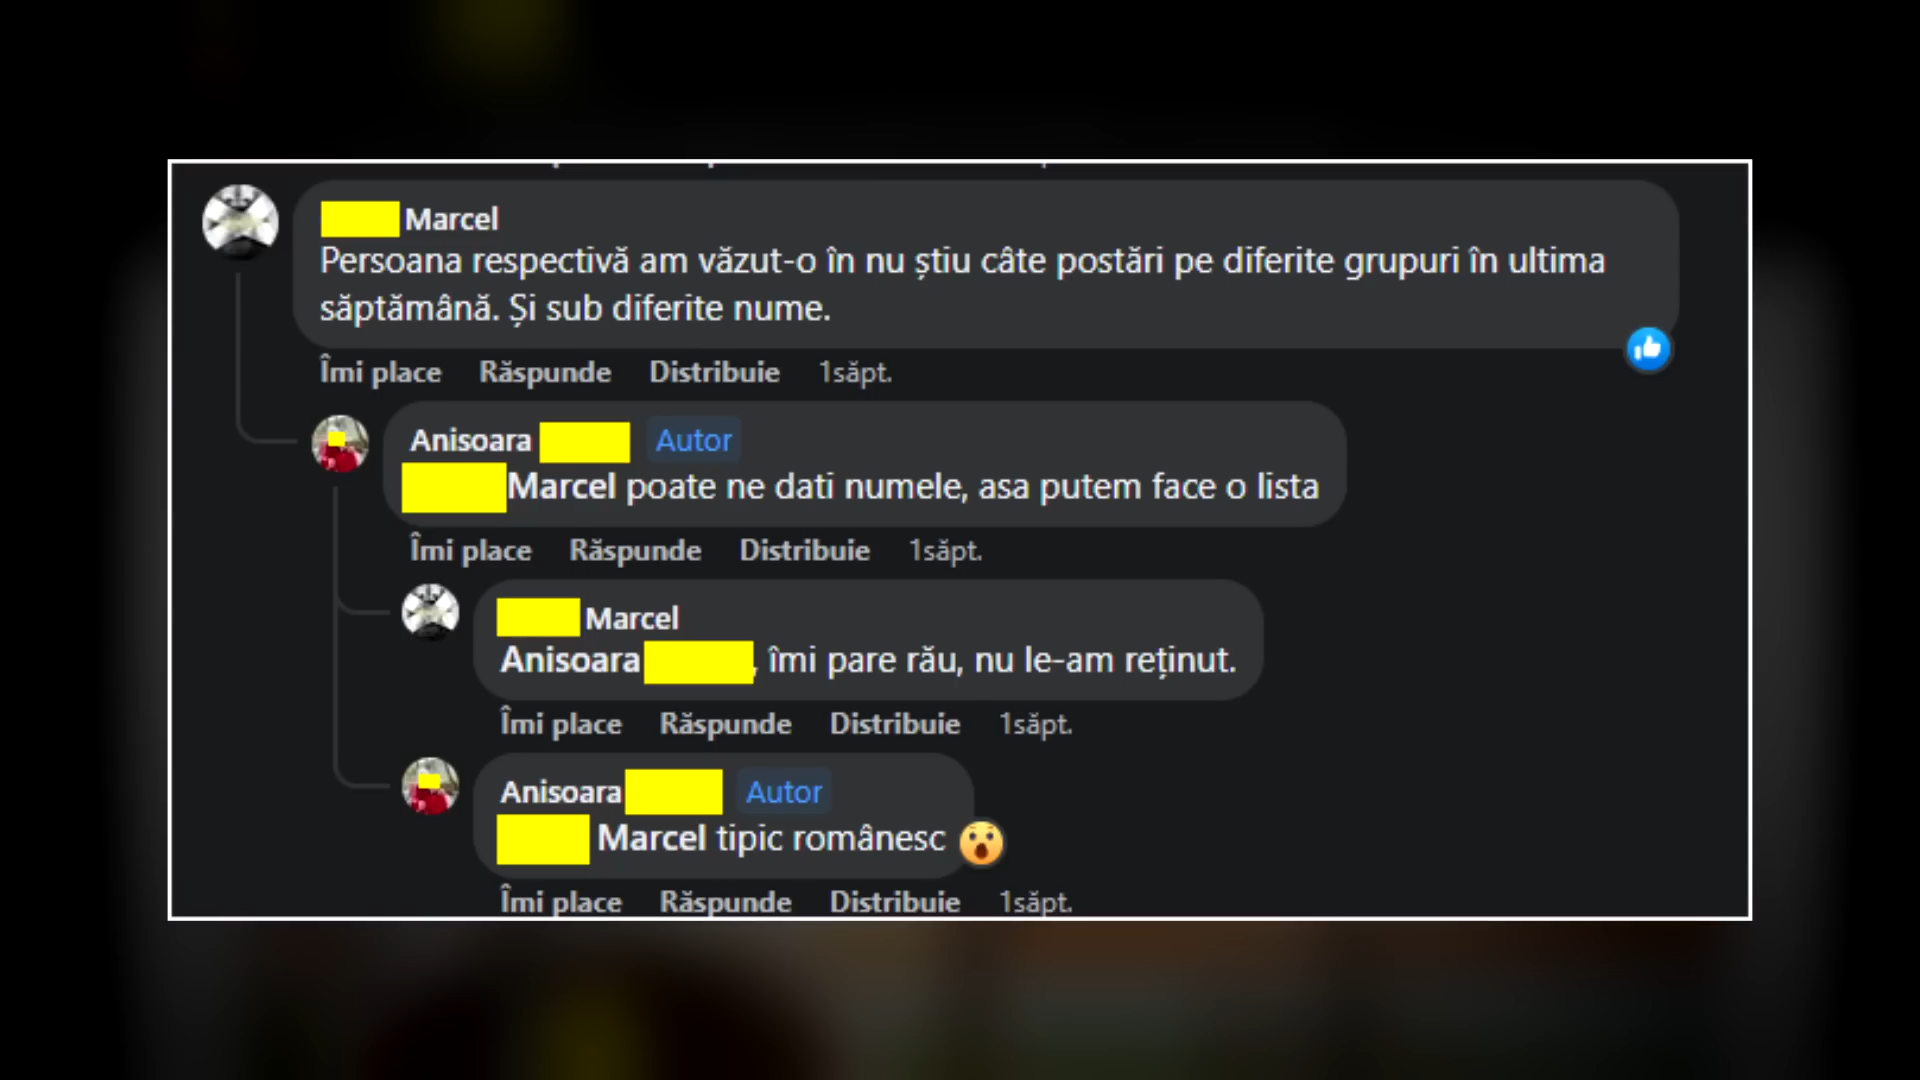 Marcel
Persoana respectivă am văzut-o în nu știu câte postări pe diferite grupuri în ultima
săptămână. Și sub diferite nume.
Îmi place Răspunde Distribuie 1săpt.
Anisoara Autor
Marcel poate ne dati numele, asa putem face o lista
Îmi place Răspunde Distribuie 1săpt.
Marcel
Anisoara , îmi pare rău, nu le-am reținut.
Îmi place Răspunde Distribuie 1săpt.
Anisoara Autor
Marcel tipic românesc
Îmi place Răspunde Distribuie 1săpt.